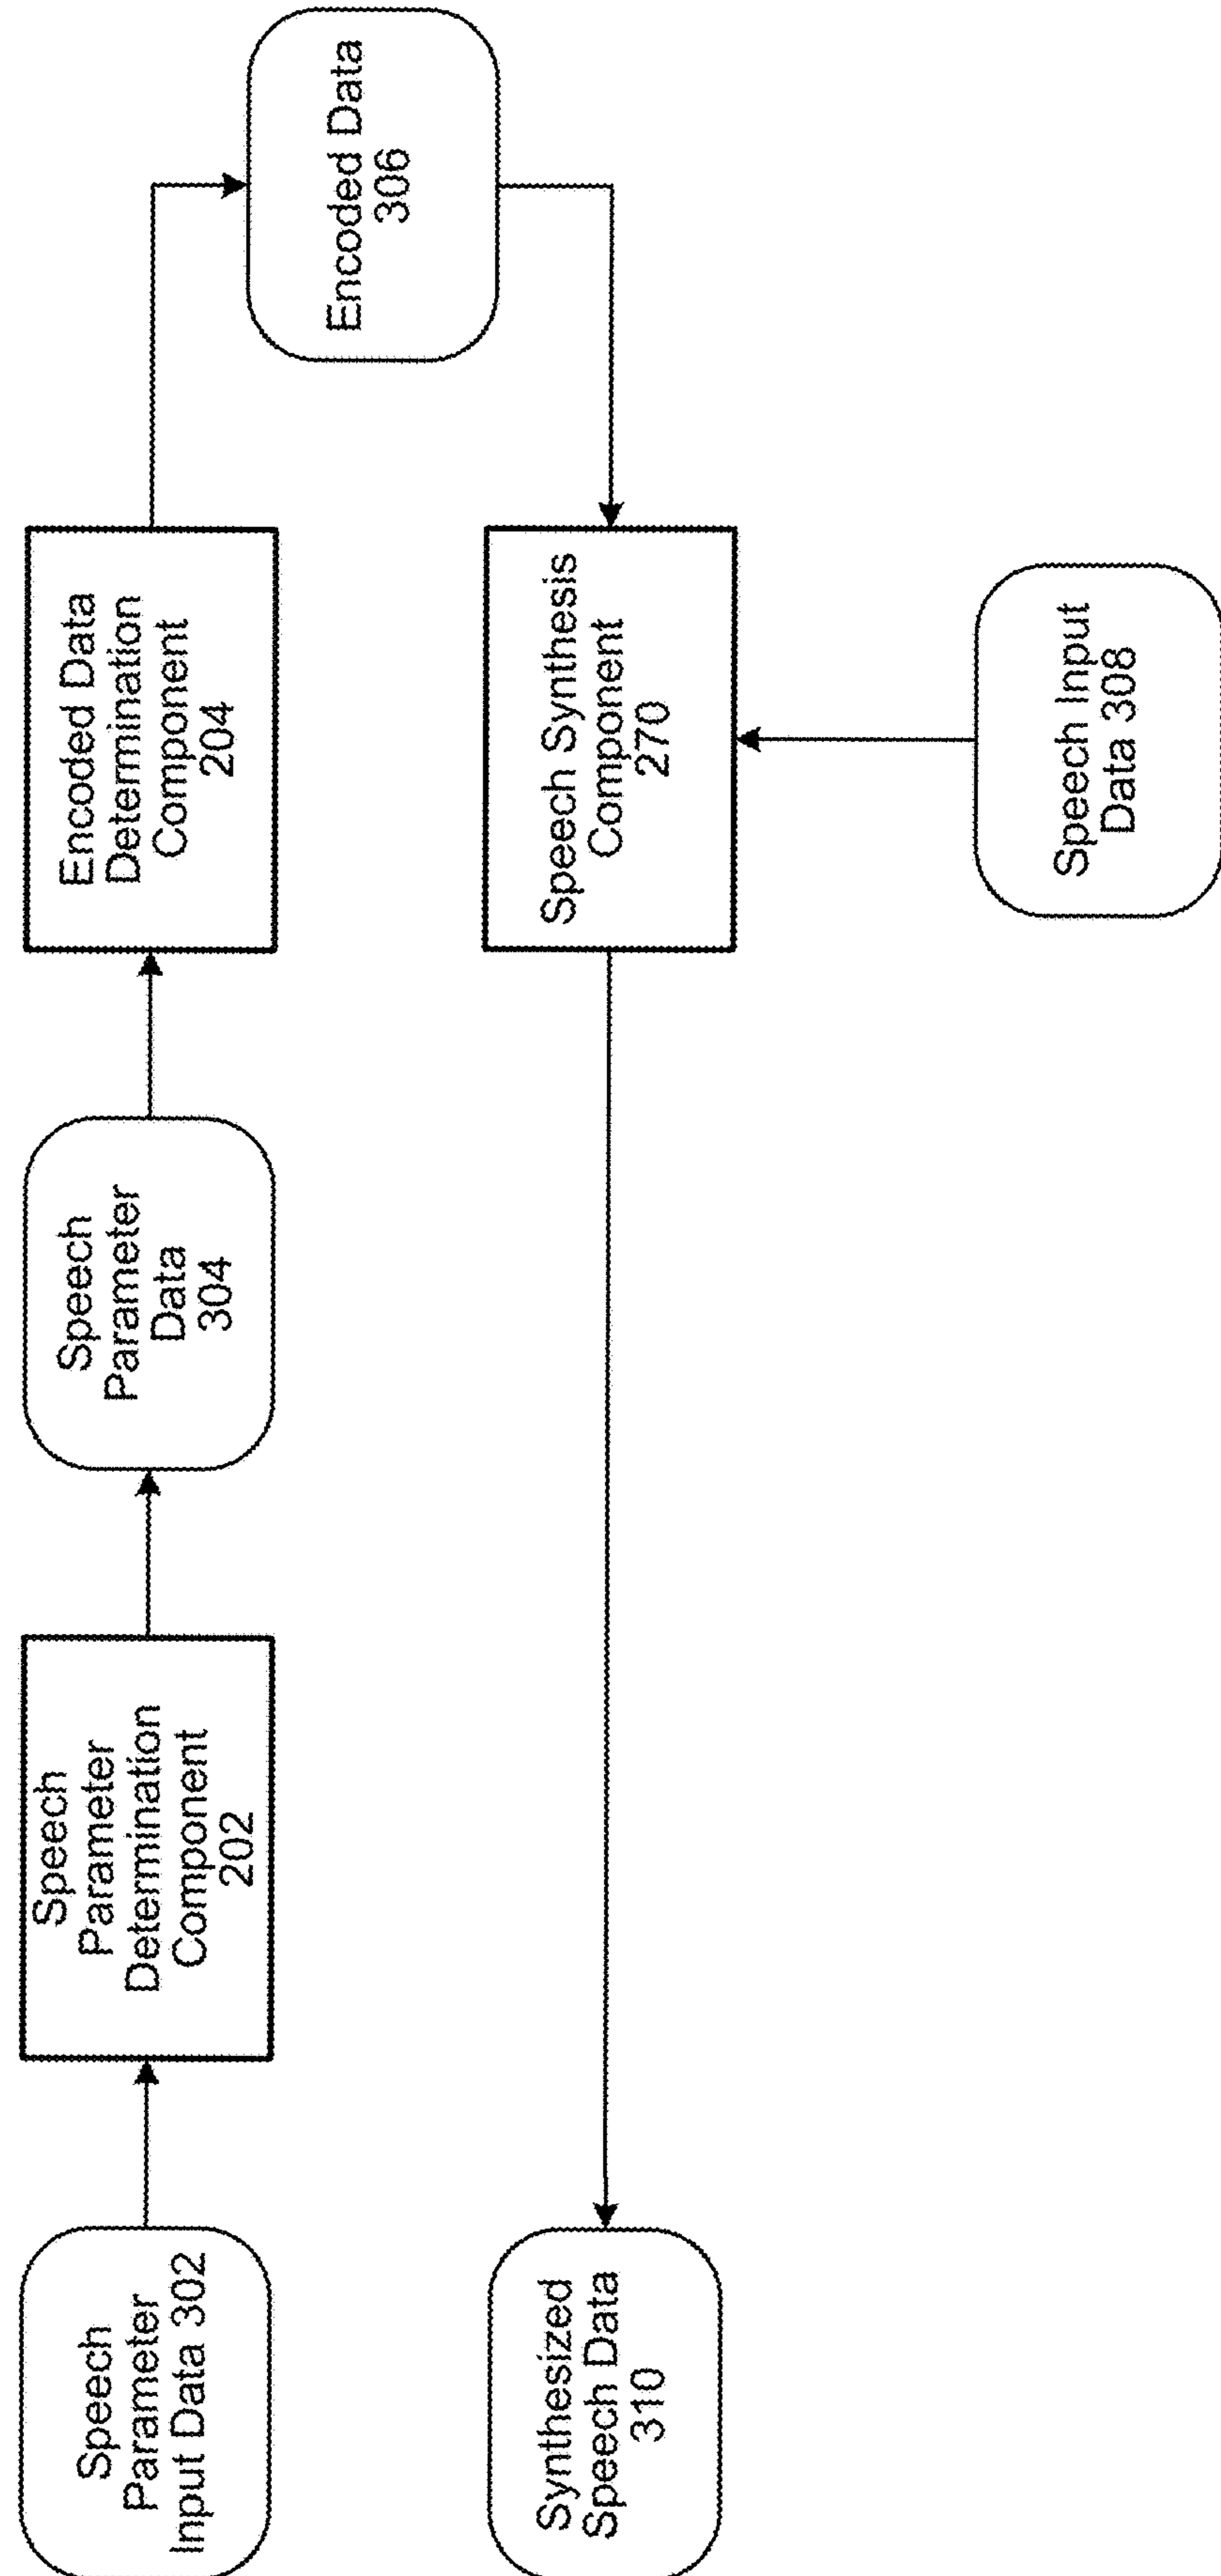 Speech
Parameter
Input Data 302
Speech
Parameter
Determination
Component
202
Speech
Parameter
Data
304
Encoded Data
Determination
Component
204
Encoded Data
306
Speech Synthesis
Component
270
Speech Input
Data 308
Synthesized
Speech Data
310